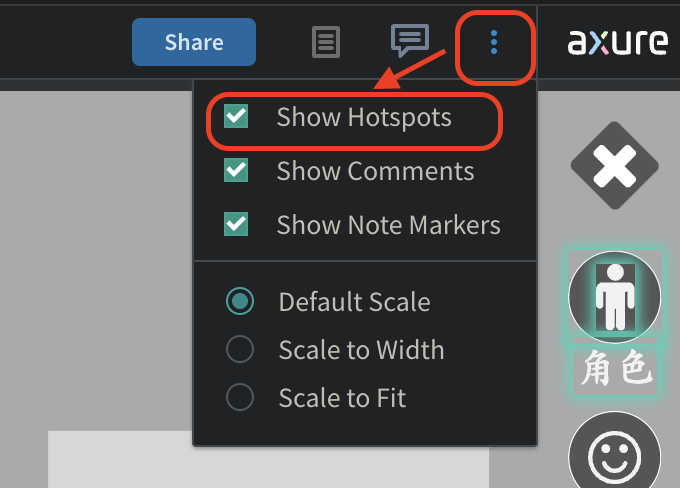 Share
axure
Show Hotspots
Show Comments
Show Note Markers
Default Scale
Scale to Width
Scale to Fit
角色